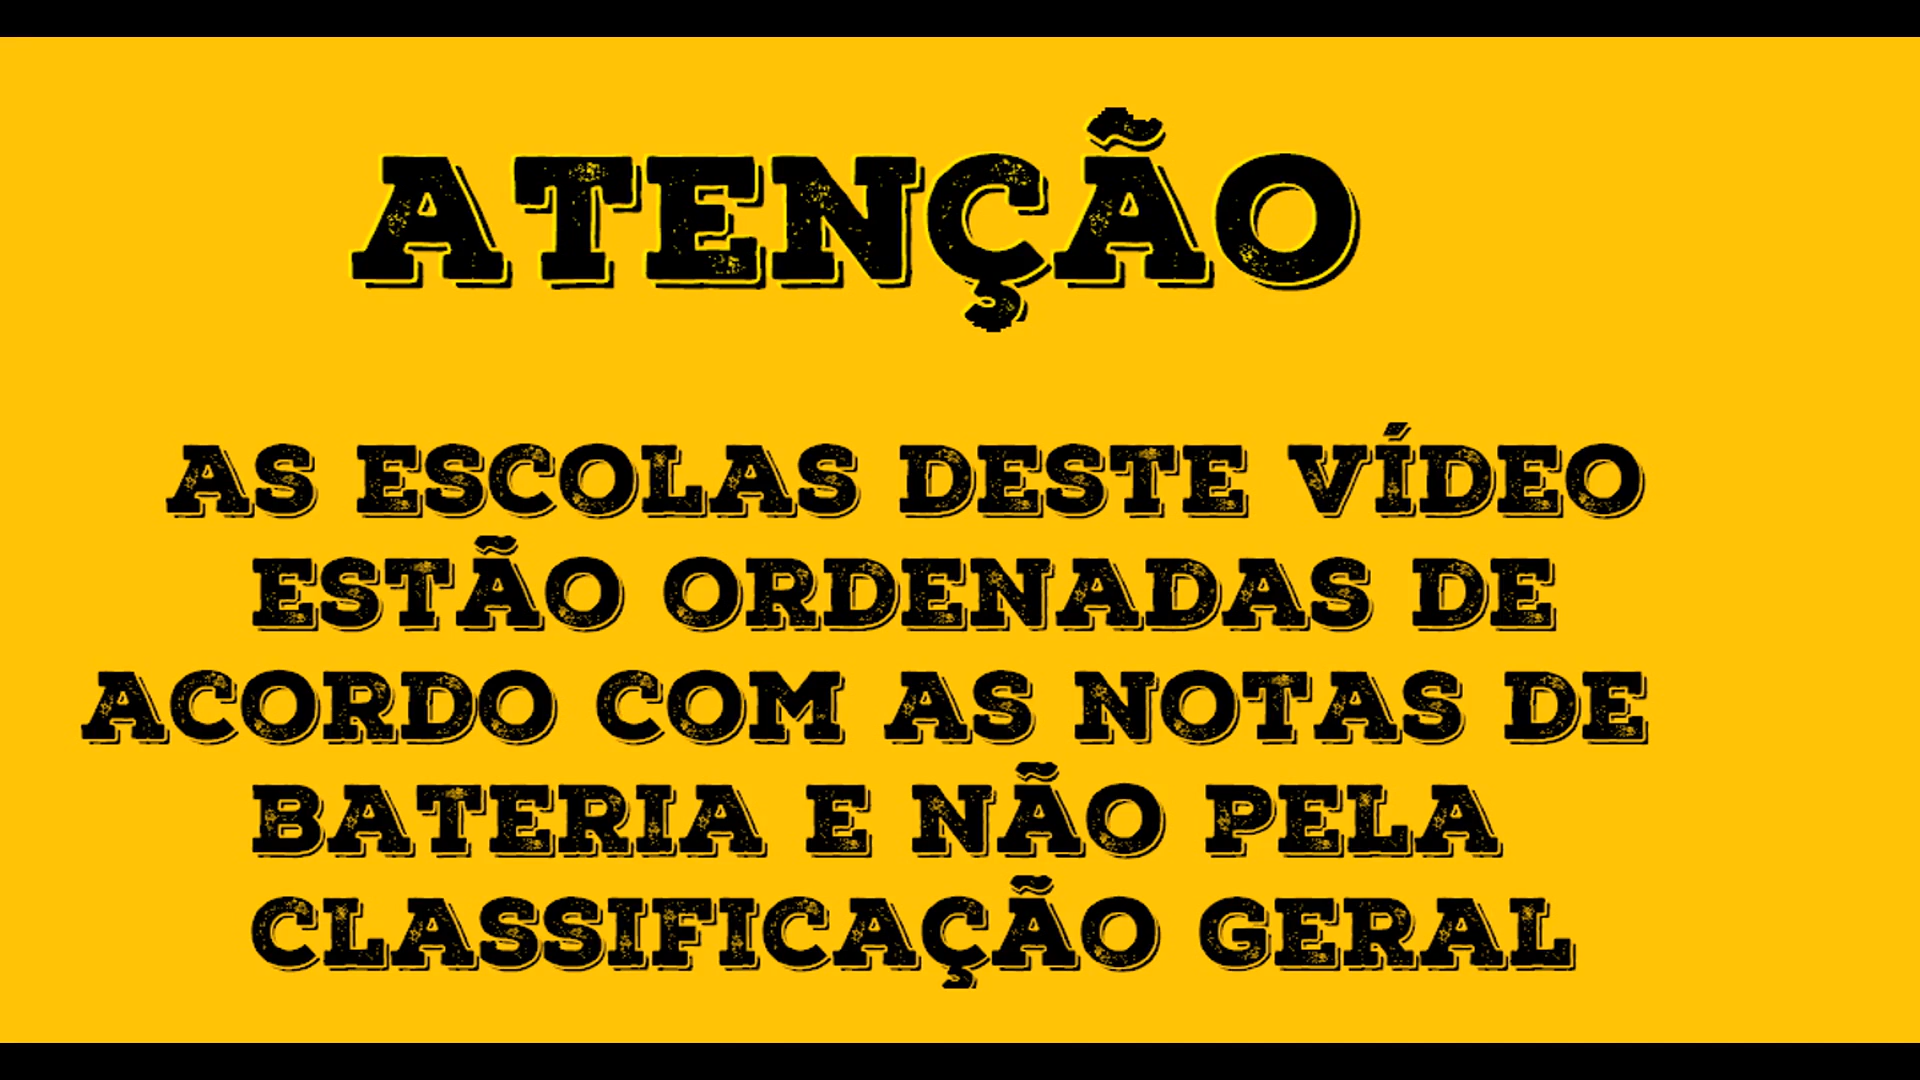 ATENÇÃO
AS ESCOLAS DESTE VÍDEO
ESTÃO ORDENADAS DE
ACORDO COM AS NOTAS DE
BATERIA E NÃO PELA
CLASSIFICAÇÃO GERAL